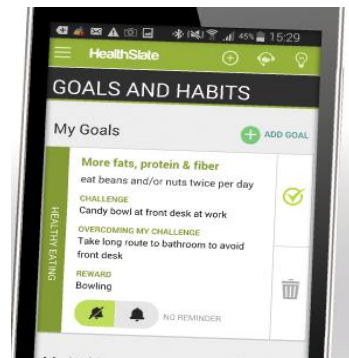 45% 15:29
HealthSlate
GOALS AND HABITS
My Goals
ADD GOAL
HEALTHY EATING
More fats, protein & fiber
eat beans and/or nuts twice per day
CHALLENGE
Candy bowl at front desk at work
OVERCOMING MY CHALLENGE
Take long route to bathroom to avoid
front desk
REWARD
Bowling
NO REMINDER